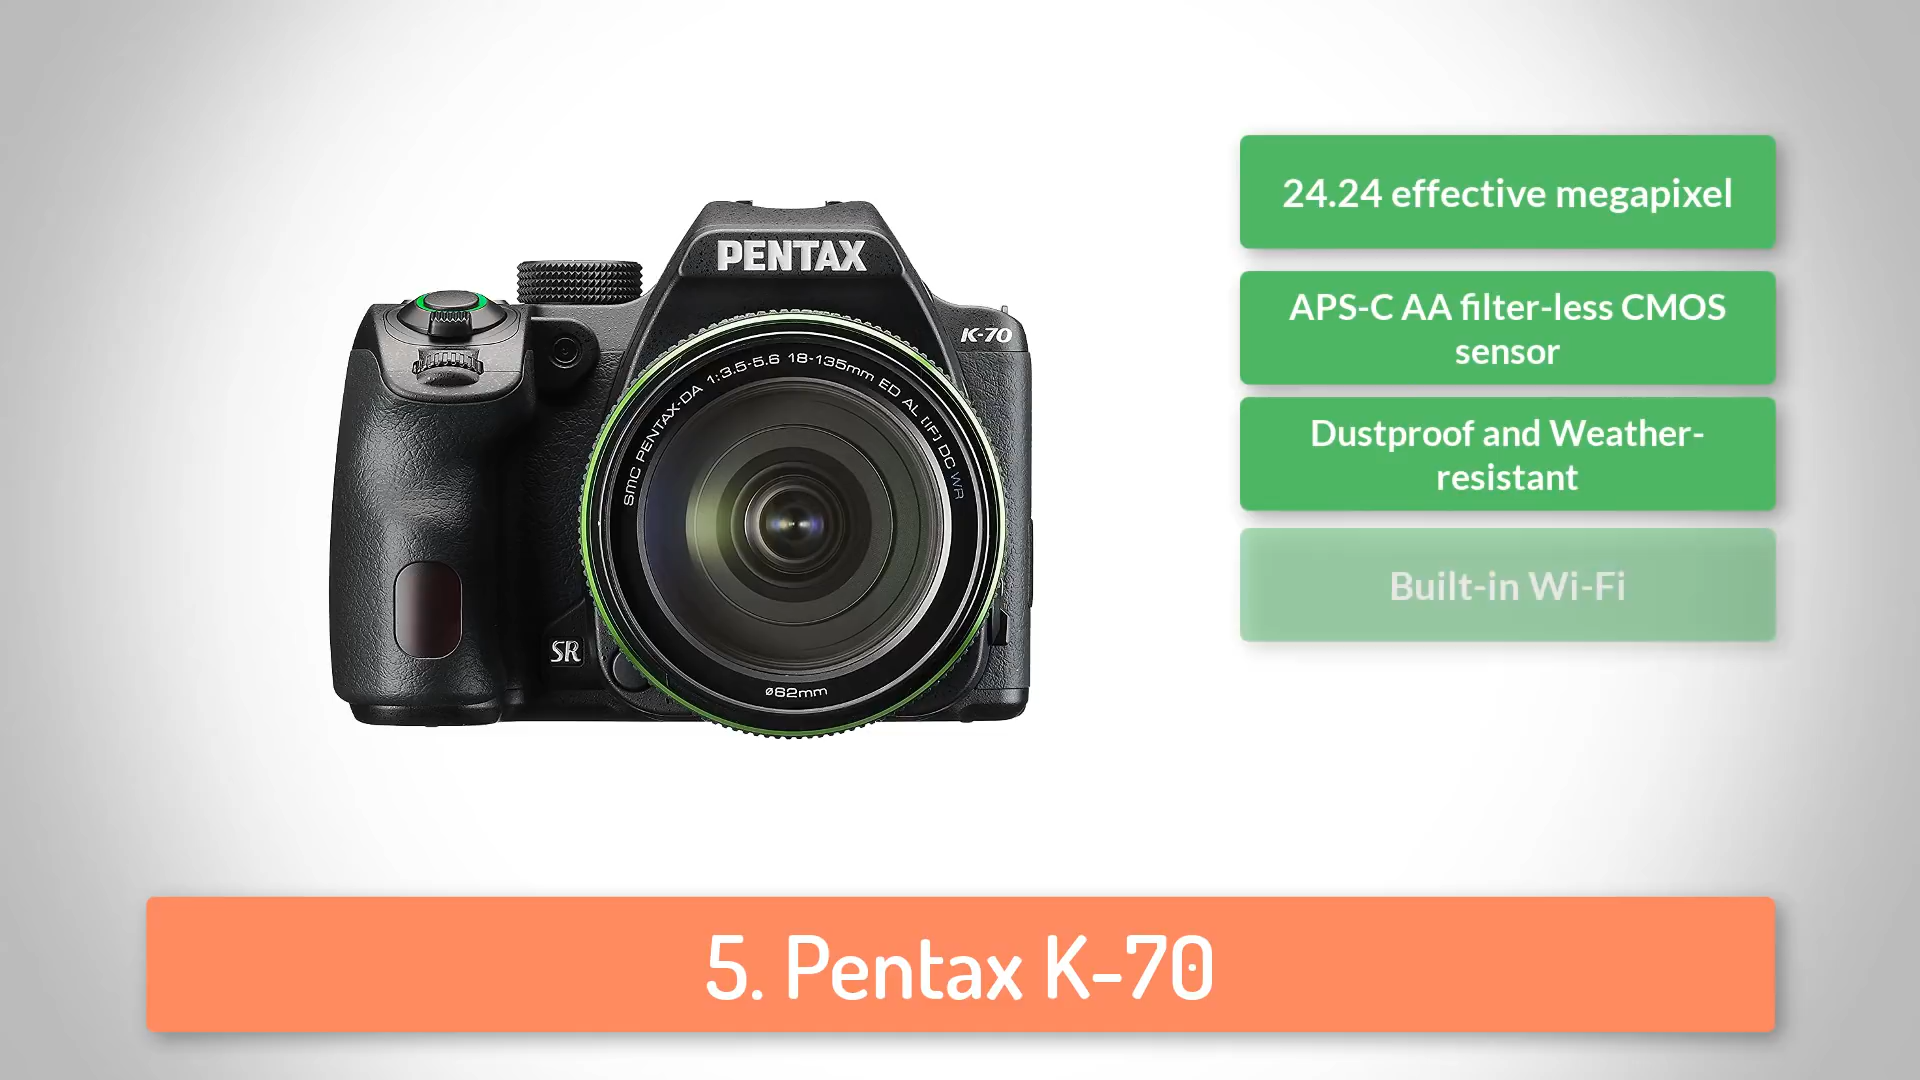 PENTAX
K-70
SMC PENTAX-DA 1:3.5-5.6 18-135mm ED AL [IF] DC WR
SR
ø62mm
24.24 effective megapixel
APS-C AA filter-less CMOS
sensor
Dustproof and Weather-
resistant
Built-in Wi-Fi
5. Pentax K-70